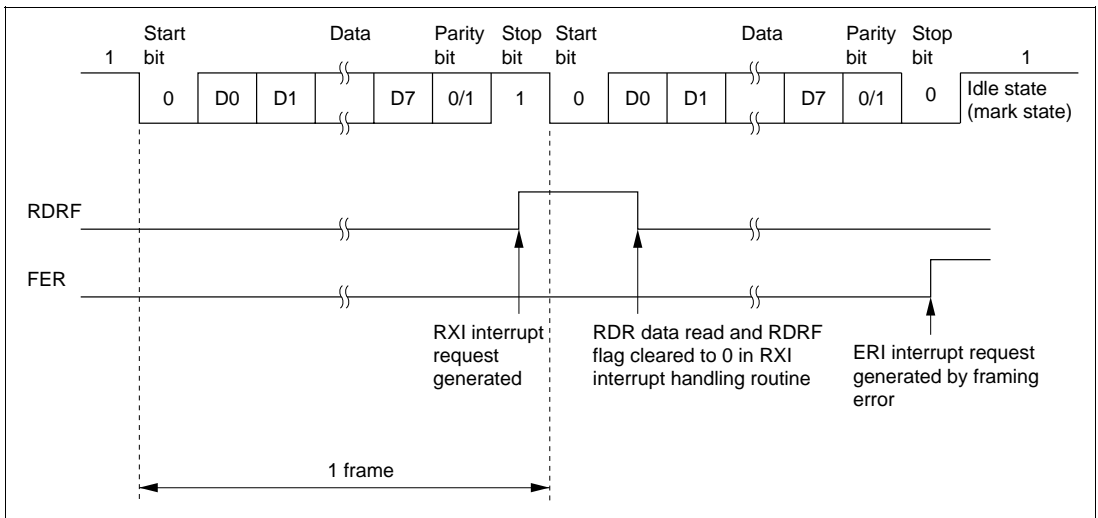 Start Data Parity Stop Start Data Parity Stop
1 bit bit bit bit bit bit 1
0 D0 D1 D7 0/1 1 0 D0 D1 D7 0/1 0 Idle state
(mark state)
RDRF
FER
RXI interrupt
request
generated
RDR data read and RDRF
flag cleared to 0 in RXI
interrupt handling routine
ERI interrupt request
generated by framing
error
1 frame